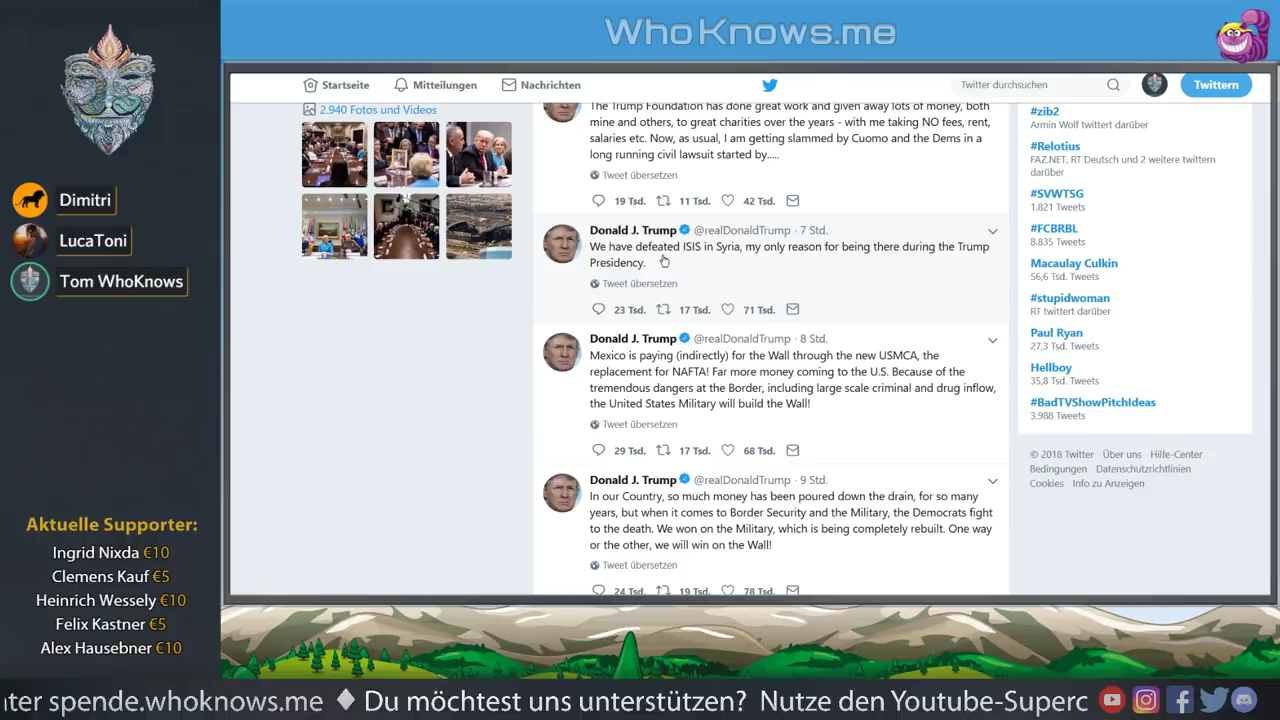 WhoKnows.me
Dimitri
LucaToni
Tom WhoKnows
Aktuelle Supporter:
Ingrid Nixda €10
Clemens Kauf €5
Heinrich Wessely €10
Felix Kastner €5
Alex Hausebner €10
Startseite
Mitteilungen
Nachrichten
Twitter durchsuchen
Twittern
2.940 Fotos und Videos
The Trump Foundation has done great work and given away lots of money, both
mine and others, to great charities over the years - with me taking NO fees, rent,
salaries etc. Now, as usual, I am getting slammed by Cuomo and the Dems in a
long running civil lawsuit started by.....
Tweet übersetzen
19 Tsd. 11 Tsd. 42 Tsd.
Donald J. Trump @realDonaldTrump · 7 Std.
We have defeated ISIS in Syria, my only reason for being there during the Trump
Presidency.
Tweet übersetzen
23 Tsd. 17 Tsd. 71 Tsd.
Donald J. Trump @realDonaldTrump · 8 Std.
Mexico is paying (indirectly) for the Wall through the new USMCA, the
replacement for NAFTA! Far more money coming to the U.S. Because of the
tremendous dangers at the Border, including large scale criminal and drug inflow,
the United States Military will build the Wall!
Tweet übersetzen
29 Tsd. 17 Tsd. 68 Tsd.
Donald J. Trump @realDonaldTrump · 9 Std.
In our Country, so much money has been poured down the drain, for so many
years, but when it comes to Border Security and the Military, the Democrats fight
to the death. We won on the Military, which is being completely rebuilt. One way
or the other, we will win on the Wall!
Tweet übersetzen
24 Tsd. 19 Tsd. 78 Tsd.
#zib2
Armin Wolf twittert darüber
#Relotius
FAZ.NET, RT Deutsch und 2 weitere twittern
darüber
#SVWTSG
1.821 Tweets
#FCBRBL
8.835 Tweets
Macaulay Culkin
56,6 Tsd. Tweets
#stupidwoman
RT twittert darüber
Paul Ryan
27,3 Tsd. Tweets
Hellboy
35,8 Tsd. Tweets
#BadTVShowPitchIdeas
3.988 Tweets
© 2018 Twitter Über uns Hilfe-Center
Bedingungen Datenschutzrichtlinien
Cookies Info zu Anzeigen
ter spende.whoknows.me ♦ Du möchtest uns unterstützen? Nutze den Youtube-Superc